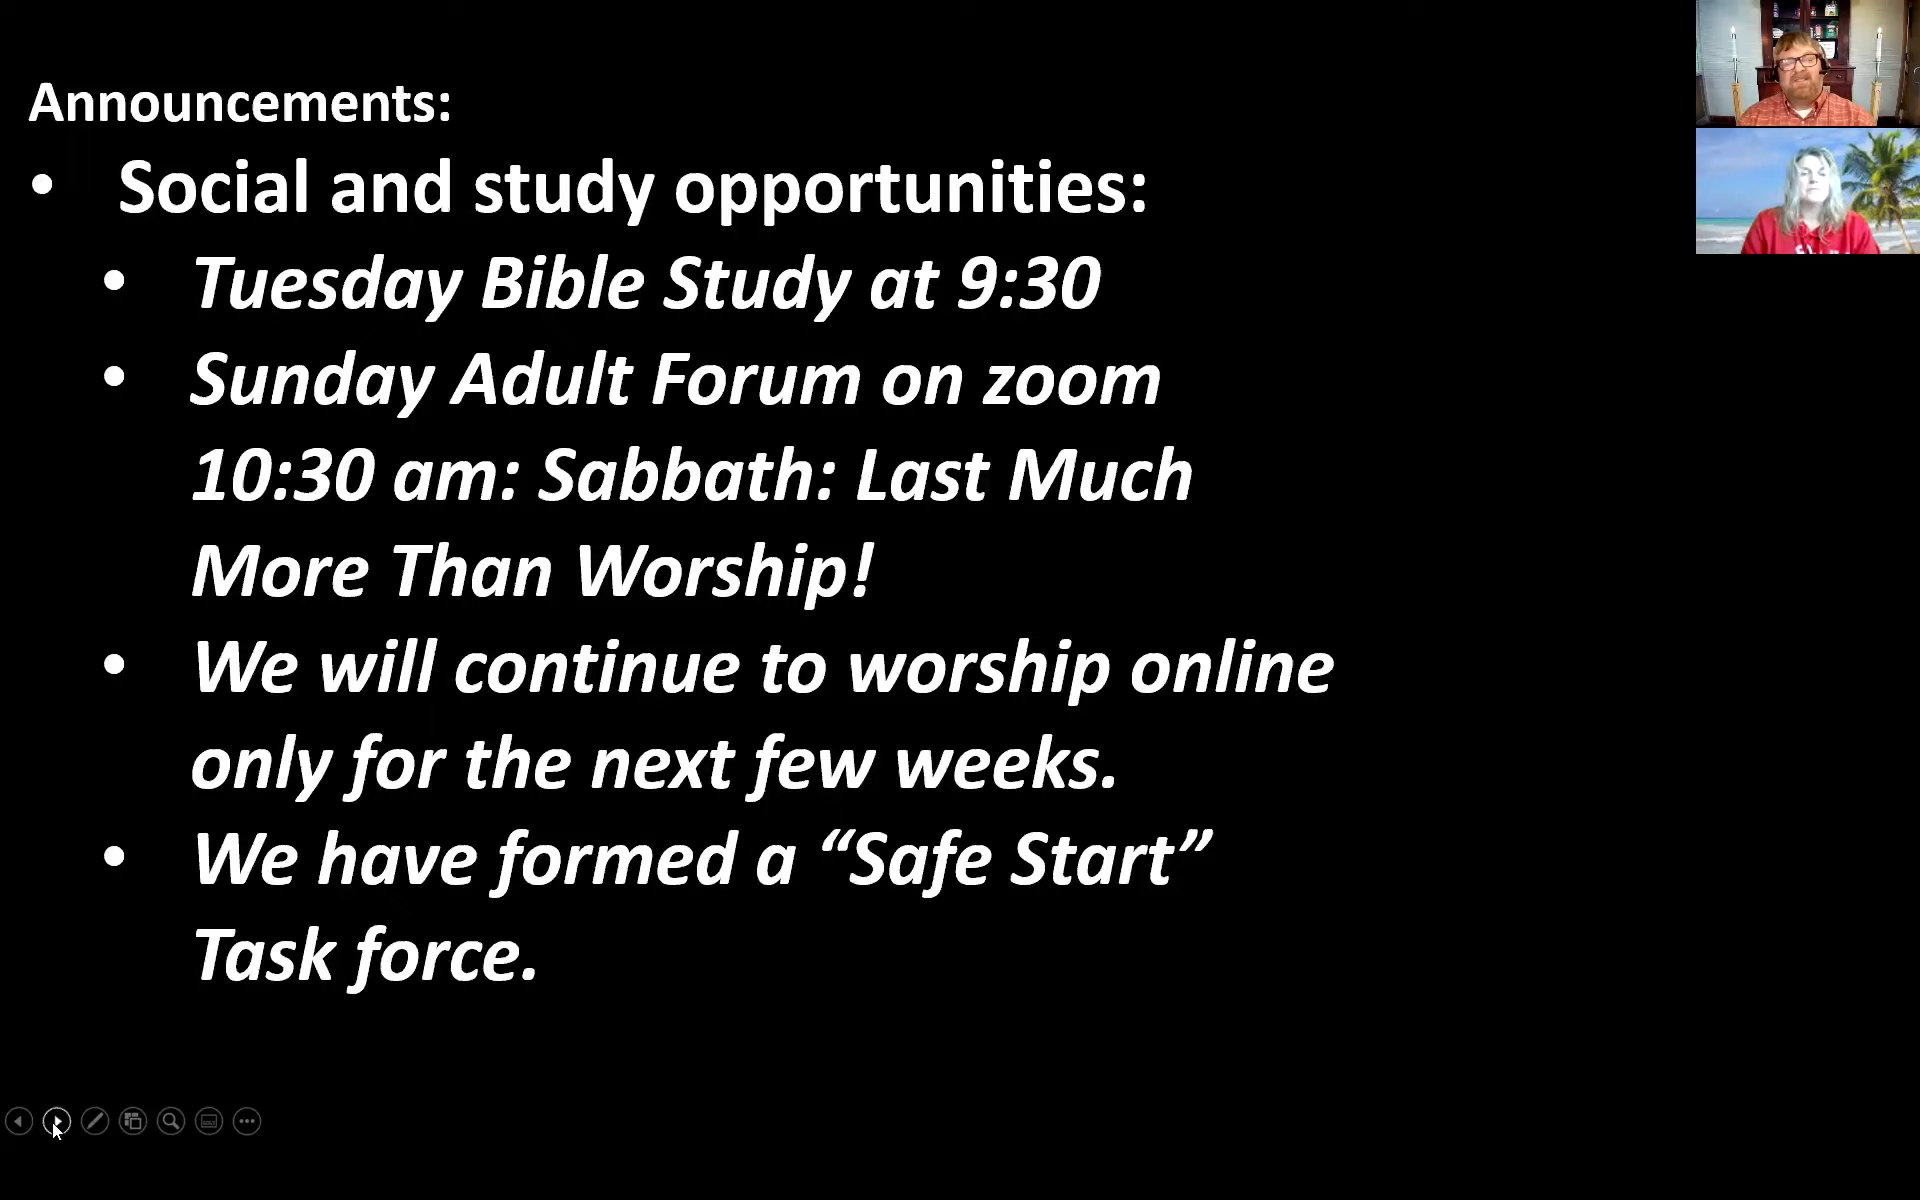 Announcements:
• Social and study opportunities:
• Tuesday Bible Study at 9:30
• Sunday Adult Forum on zoom
10:30 am: Sabbath: Last Much
More Than Worship!
• We will continue to worship online
only for the next few weeks.
• We have formed a “Safe Start”
Task force.